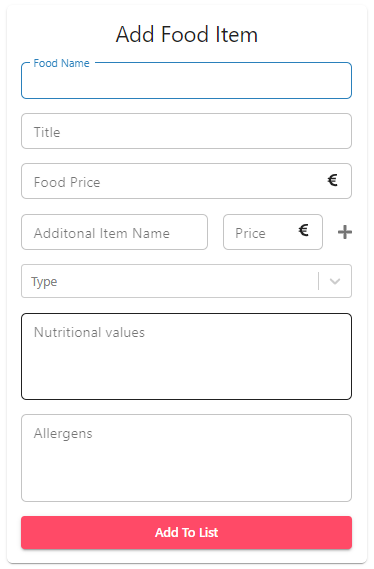 Add Food Item
Food Name
Title
Food Price €
Additonal Item Name Price €
Type
Nutritional values
Allergens
Add To List